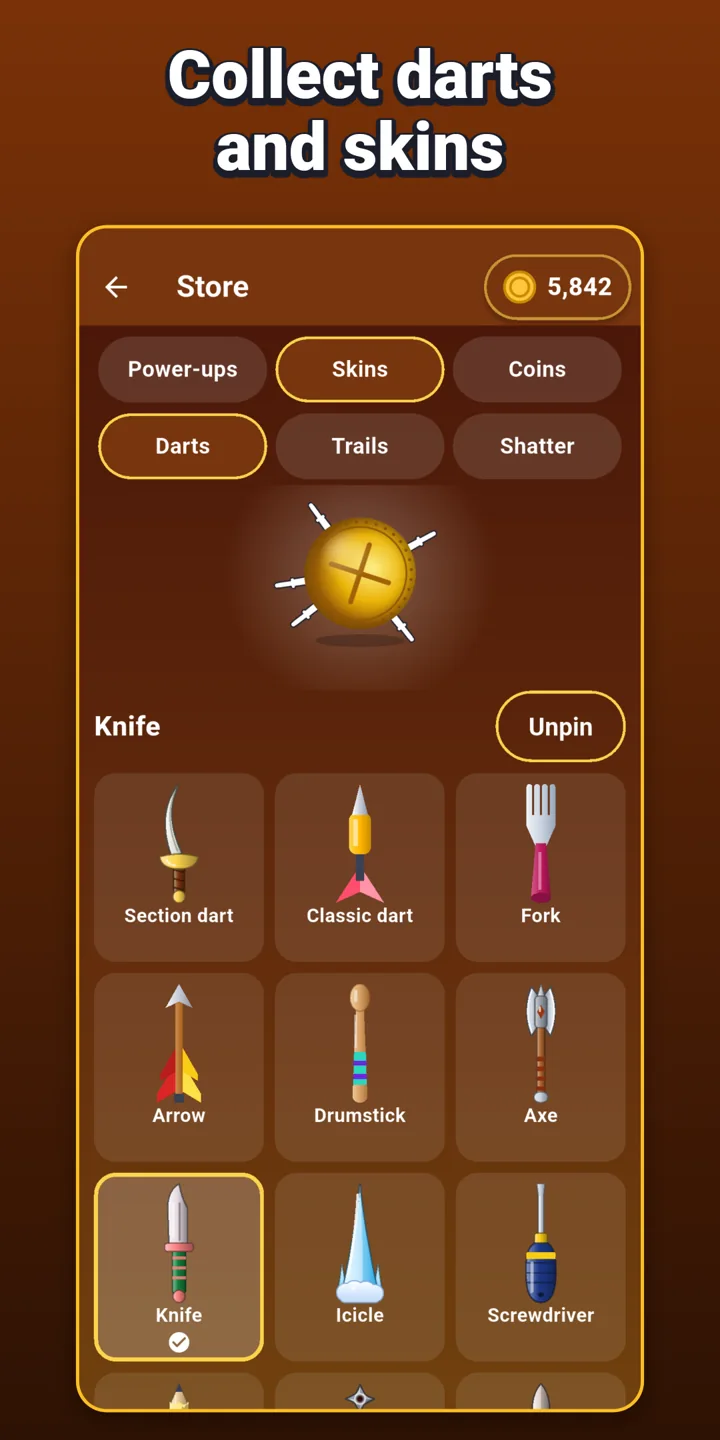 Collect darts
and skins
Store
5,842
Power-ups
Skins
Coins
Darts
Trails
Shatter
Knife
Unpin
Section dart
Classic dart
Fork
Arrow
Drumstick
Axe
Knife
Icicle
Screwdriver